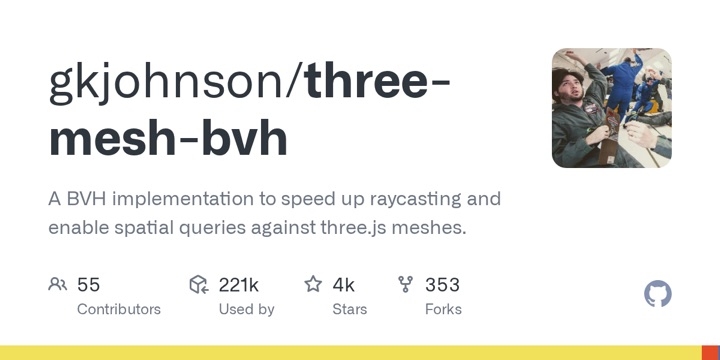 gkjohnson/three-
mesh-bvh
A BVH implementation to speed up raycasting and
enable spatial queries against three.js meshes.
55
Contributors
221k
Used by
4k
Stars
353
Forks